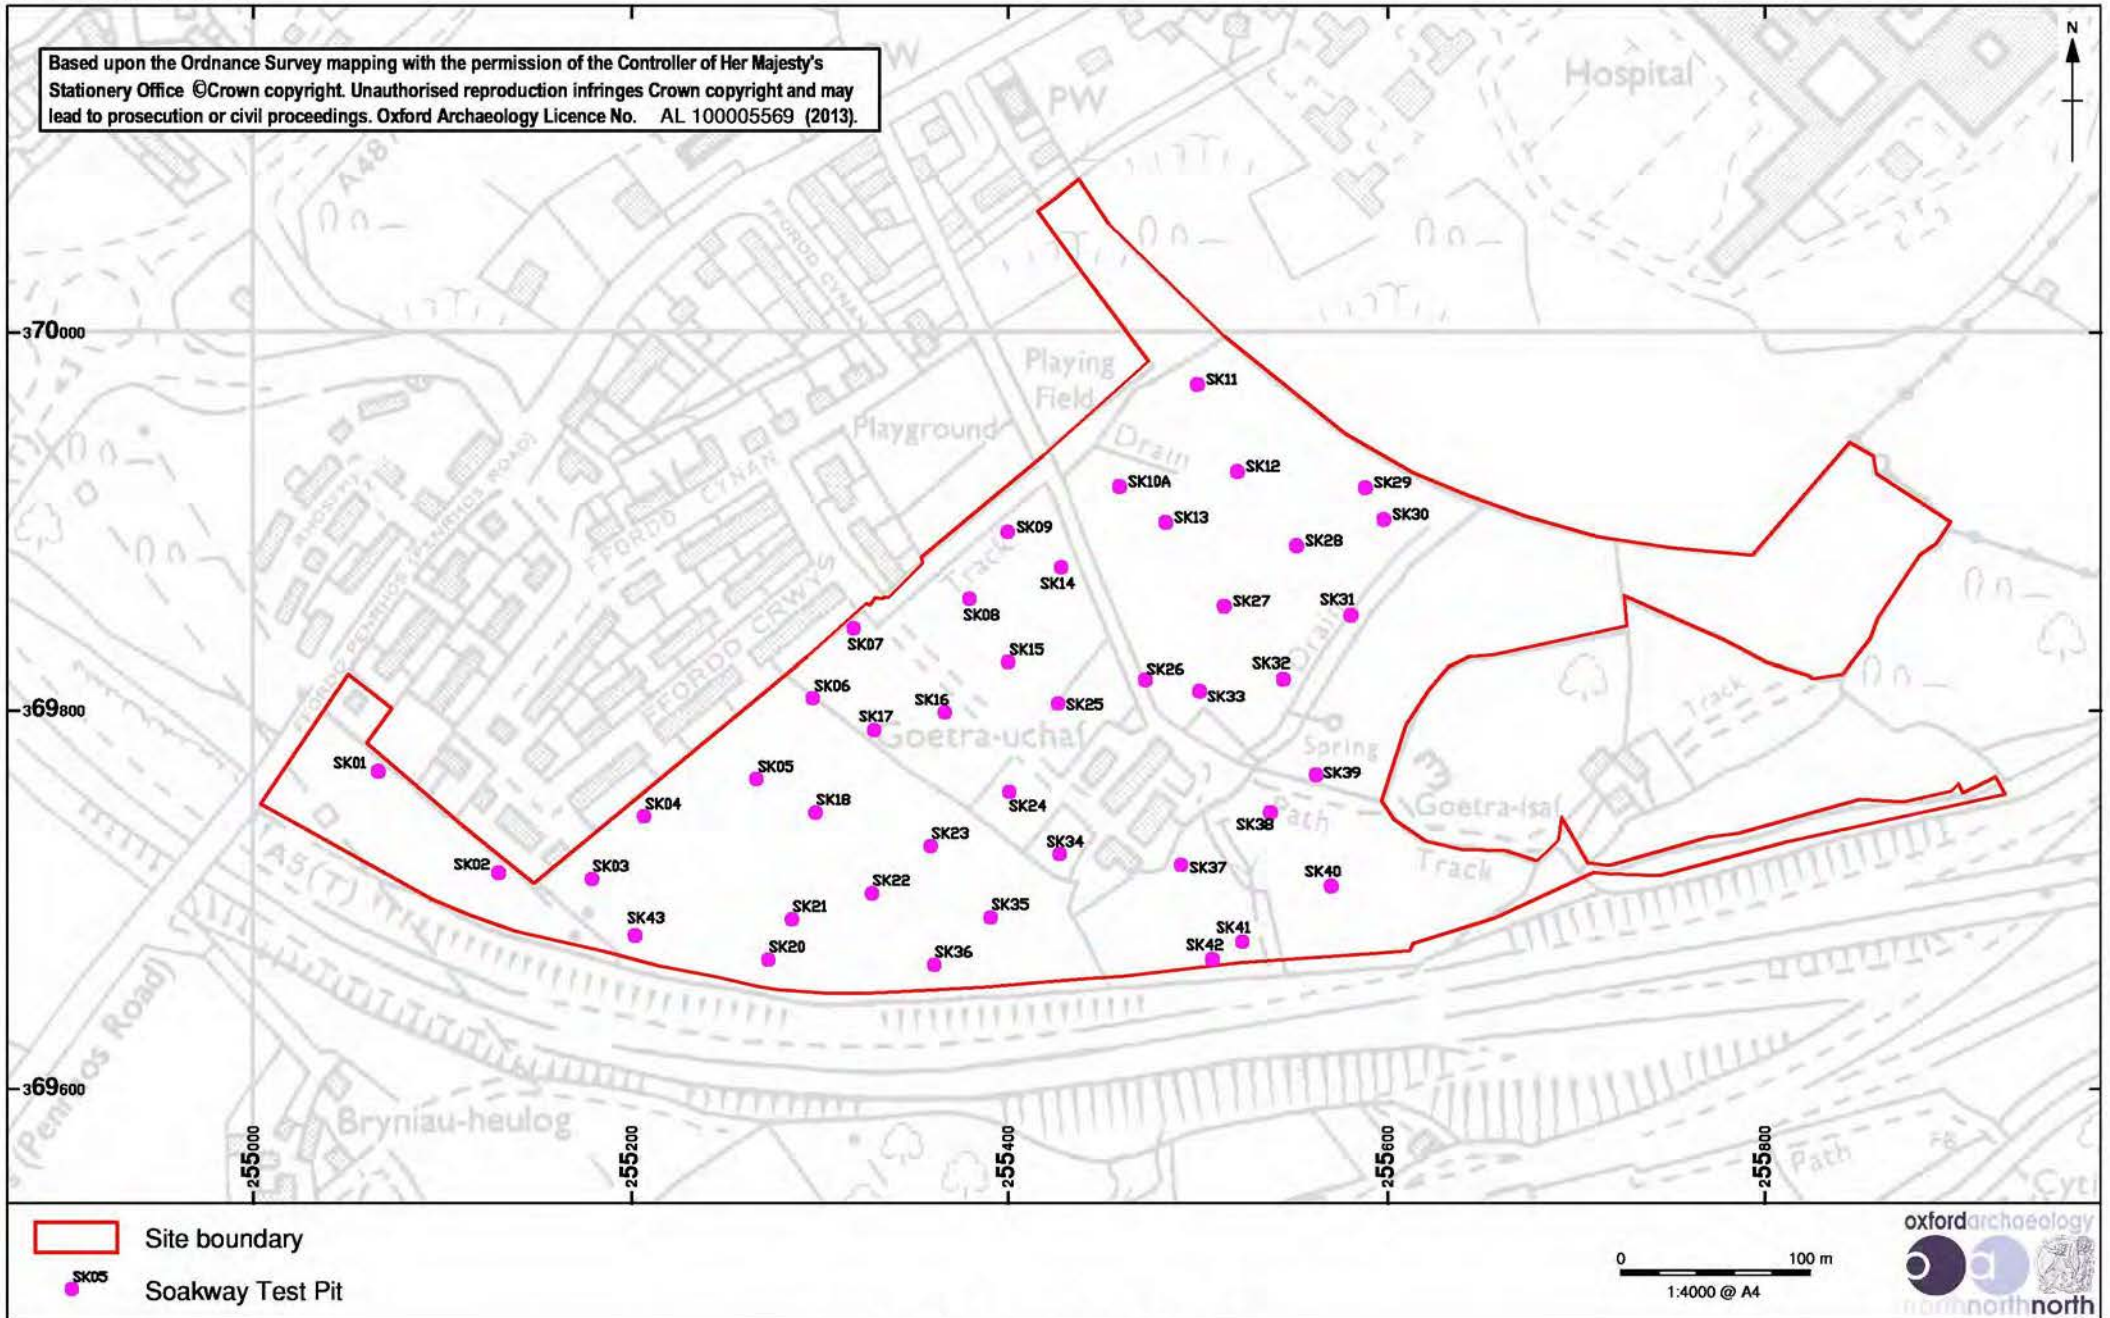 N
Based upon the Ordnance Survey mapping with the permission of the Controller of Her Majesty's
Stationery Office ©Crown copyright. Unauthorised reproduction infringes Crown copyright and may
lead to prosecution or civil proceedings. Oxford Archaeology Licence No. AL 100005569 (2013).
PW
Hospital
A487
FFORDD CYNAN
370000
Playing
Field
SK11
Playground
Drain
SK12
SK10A
SK29
SK13
SK30
SK09
SK28
Track
SK14
SK08
SK27
SK31
SK07
FFORDD CRWYS
SK15
Drain
SK26
SK32
SK06
SK33
SK16
SK25
Track
369800
SK17
Goetra-uchaf
Spring
SK01
SK05
SK39
SK04
SK18
SK24
Goetra-isaf
SK38
Path
SK23
SK34
A5(T)
SK02
SK03
SK37
Track
SK40
SK22
SK21
SK35
SK43
SK41
SK20
SK36
SK42
(Penrhos Road)
369600
Bryniau-heulog
FB
Path
255000
255200
255400
255600
255800
Site boundary
SK05
Soakway Test Pit
0 100 m
1:4000 @ A4
oxfordarchaeology
northnorthnorth